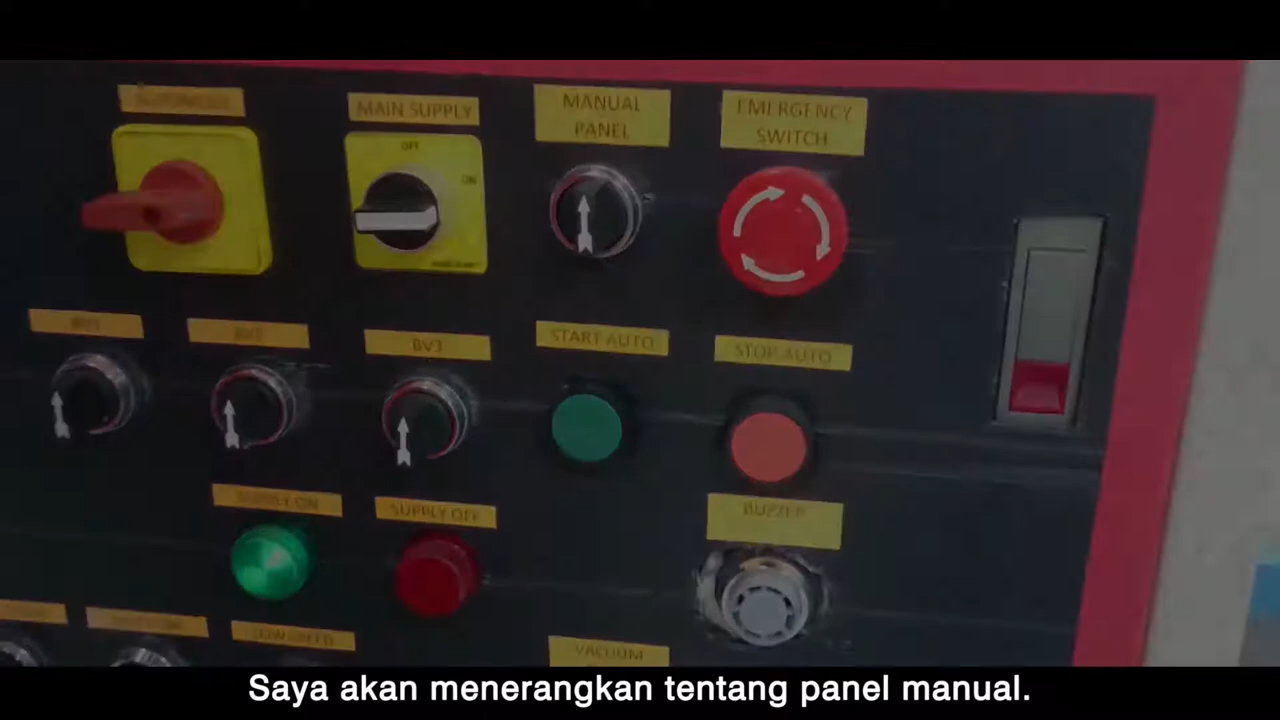 MAIN SUPPLY
OFF
ON
MANUAL
PANEL
EMERGENCY
SWITCH
BV3
START AUTO
STOP AUTO
SUPPLY ON
SUPPLY OFF
BUZZER
VACUUM
Saya akan menerangkan tentang panel manual.